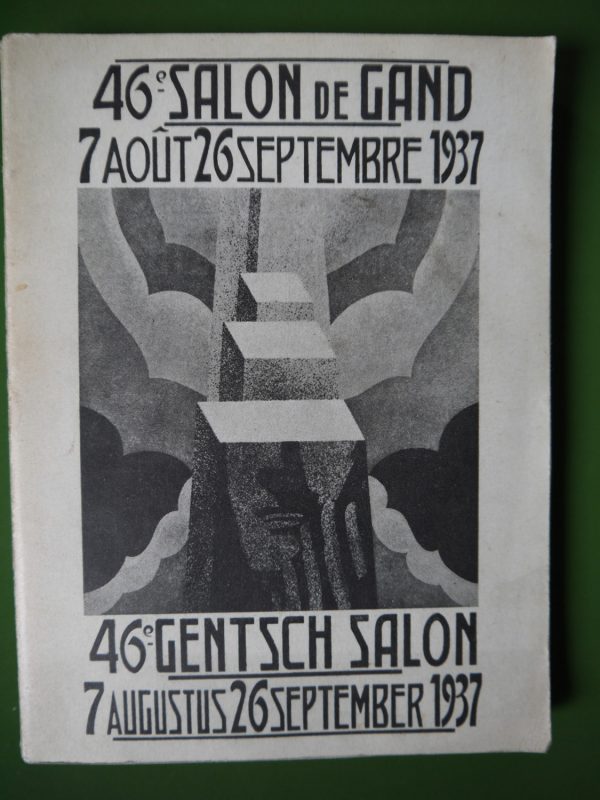 46e SALON DE GAND
7 AOÛT 26 SEPTEMBRE 1937
46e GENTSCH SALON
7 AUGUSTUS 26 SEPTEMBER 1937